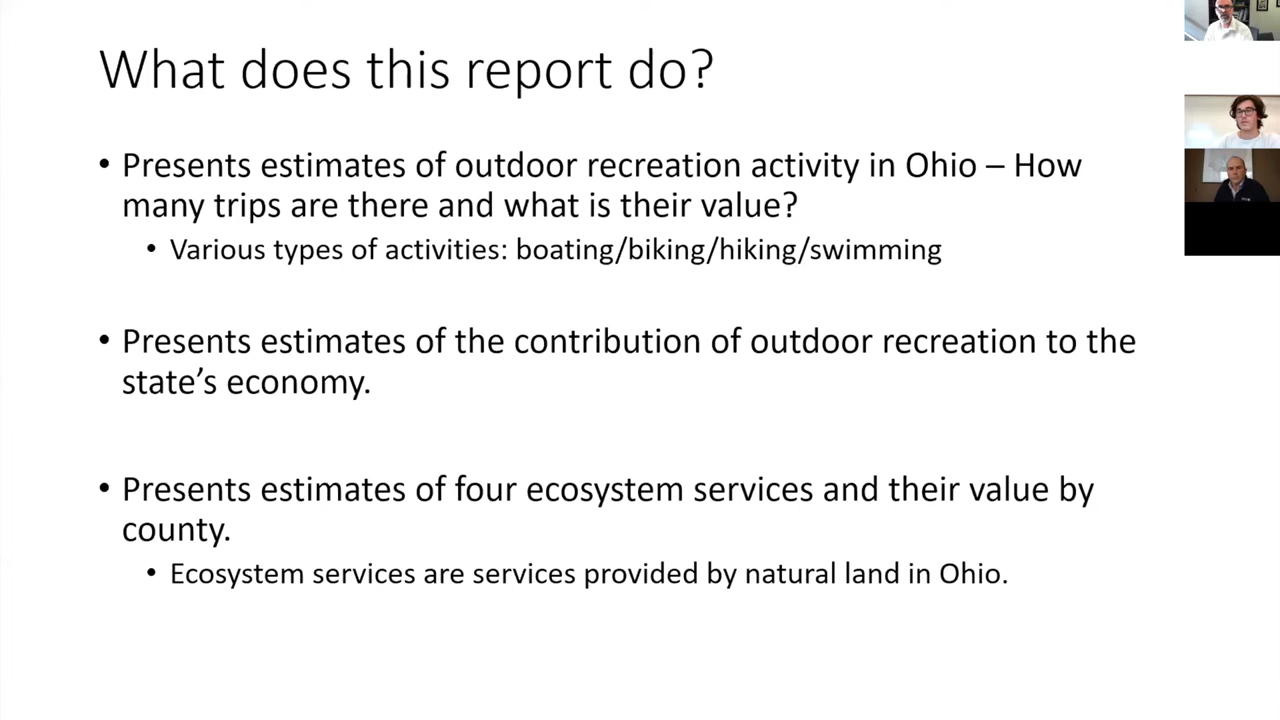 What does this report do?
• Presents estimates of outdoor recreation activity in Ohio – How
many trips are there and what is their value?
• Various types of activities: boating/biking/hiking/swimming
• Presents estimates of the contribution of outdoor recreation to the
state’s economy.
• Presents estimates of four ecosystem services and their value by
county.
• Ecosystem services are services provided by natural land in Ohio.